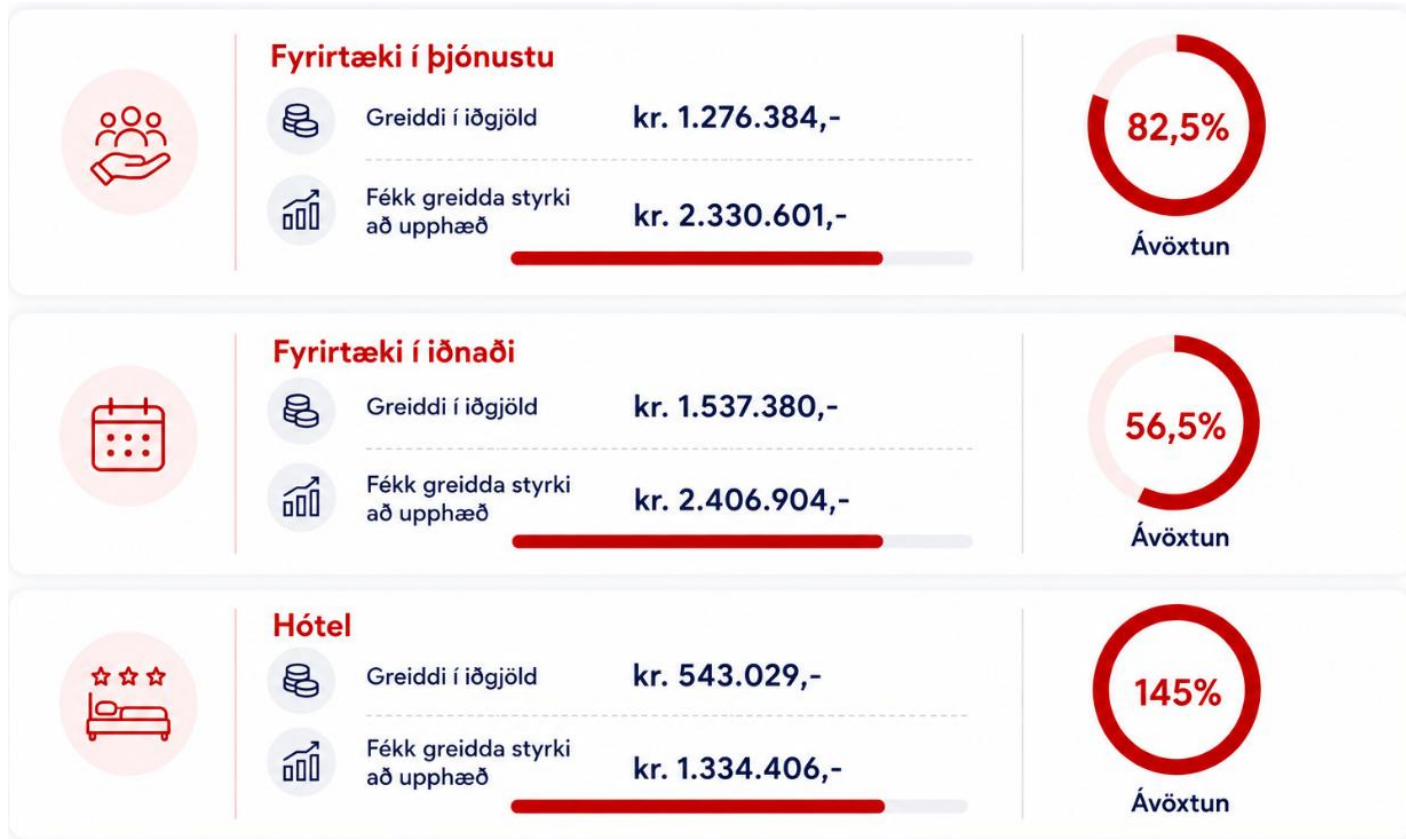 Fyrirtæki í þjónustu
Greiddi í iðgjöld kr. 1.276.384,-
Fékk greidda styrki
að upphæð kr. 2.330.601,-
82,5%
Ávöxtun
Fyrirtæki í iðnaði
Greiddi í iðgjöld kr. 1.537.380,-
Fékk greidda styrki
að upphæð kr. 2.406.904,-
56,5%
Ávöxtun
Hótel
Greiddi í iðgjöld kr. 543.029,-
Fékk greidda styrki
að upphæð kr. 1.334.406,-
145%
Ávöxtun